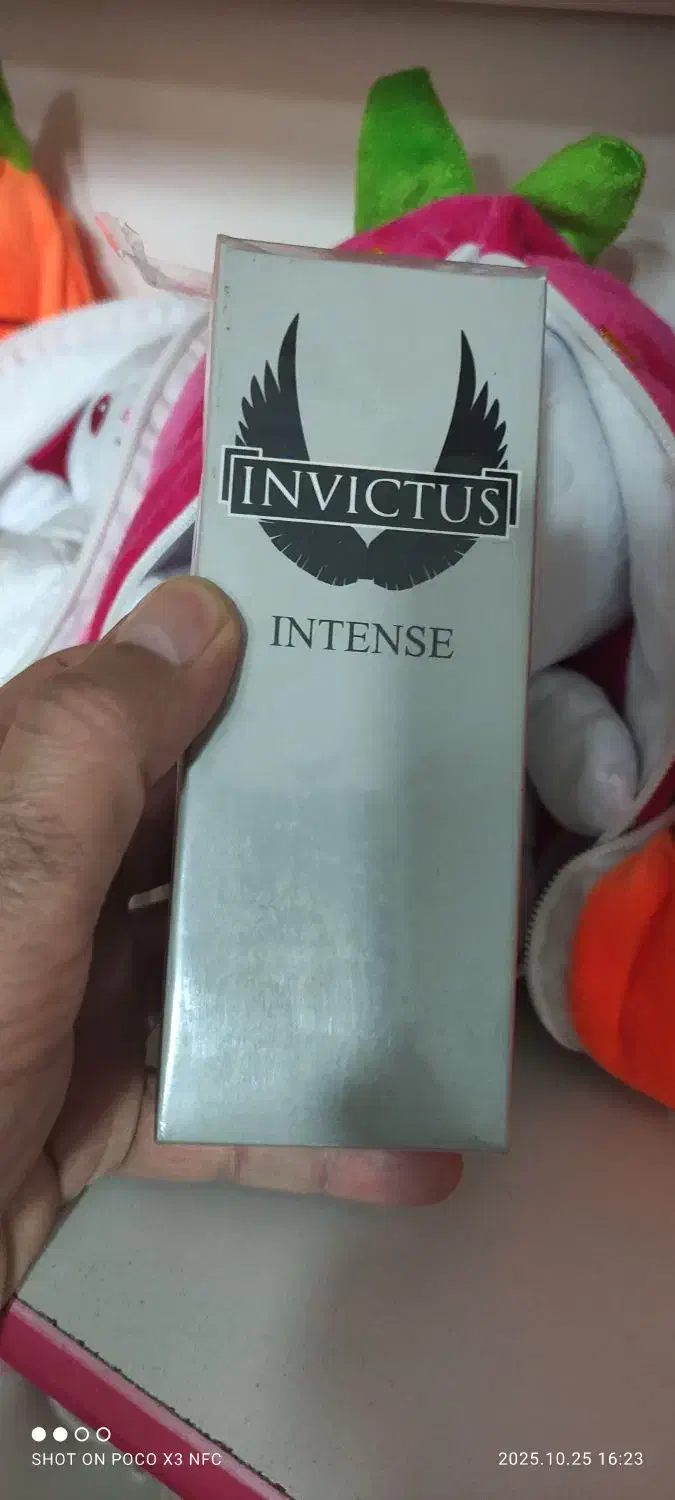 INVICTUS
INTENSE
SHOT ON POCO X3 NFC
2025.10.25 16:23